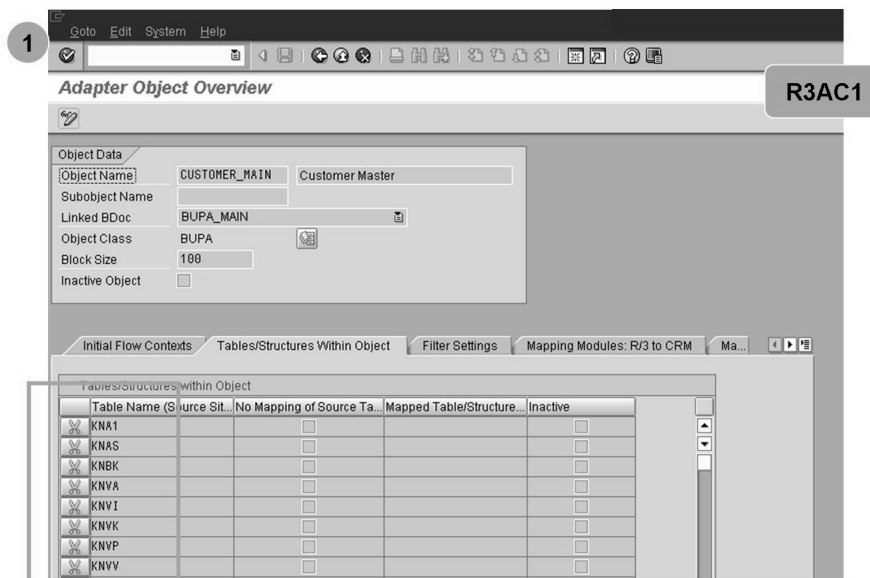 Goto Edit System Help
1
Adapter Object Overview
R3AC1
Object Data
Object Name CUSTOMER_MAIN Customer Master
Subobject Name
Linked BDoc BUPA_MAIN
Object Class BUPA
Block Size 100
Inactive Object
Initial Flow Contexts Tables/Structures Within Object Filter Settings Mapping Modules: R/3 to CRM Ma...
Tables/Structures within Object
Table Name (Source Sit... No Mapping of Source Ta... Mapped Table/Structure... Inactive
KNA1
KNAS
KNBK
KNVA
KNVI
KNVK
KNVP
KNVV